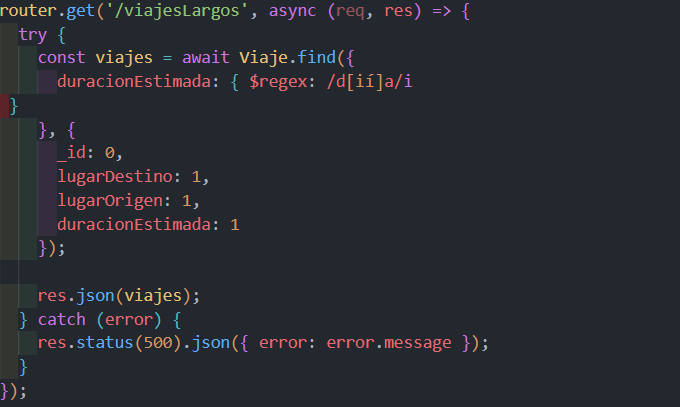 router.get('/viajesLargos', async (req, res) => {
  try {
    const viajes = await Viaje.find({
      duracionEstimada: { $regex: /d[ií]a/i
 }
    }, {
      _id: 0,
      lugarDestino: 1,
      lugarOrigen: 1,
      duracionEstimada: 1
    });

    res.json(viajes);
  } catch (error) {
    res.status(500).json({ error: error.message });
  }
});